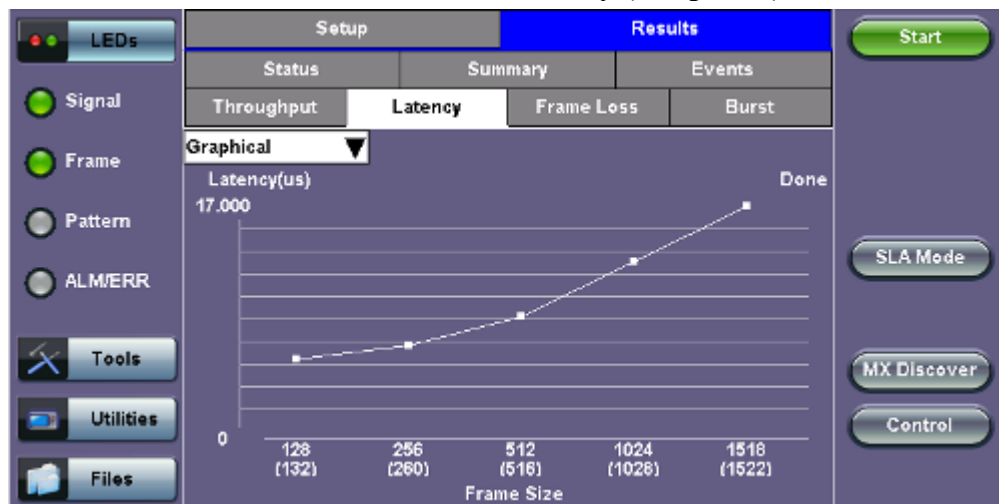 LEDs
Setup
Results
Start
Status
Summary
Events
Signal
Throughput
Latency
Frame Loss
Burst
Graphical
Frame
Latency(us)
Done
17.000
Pattern
SLA Mode
ALM/ERR
Tools
MX Discover
Utilities
Control
0
128 256 512 1024 1518
(132) (260) (516) (1028) (1522)
Files
Frame Size